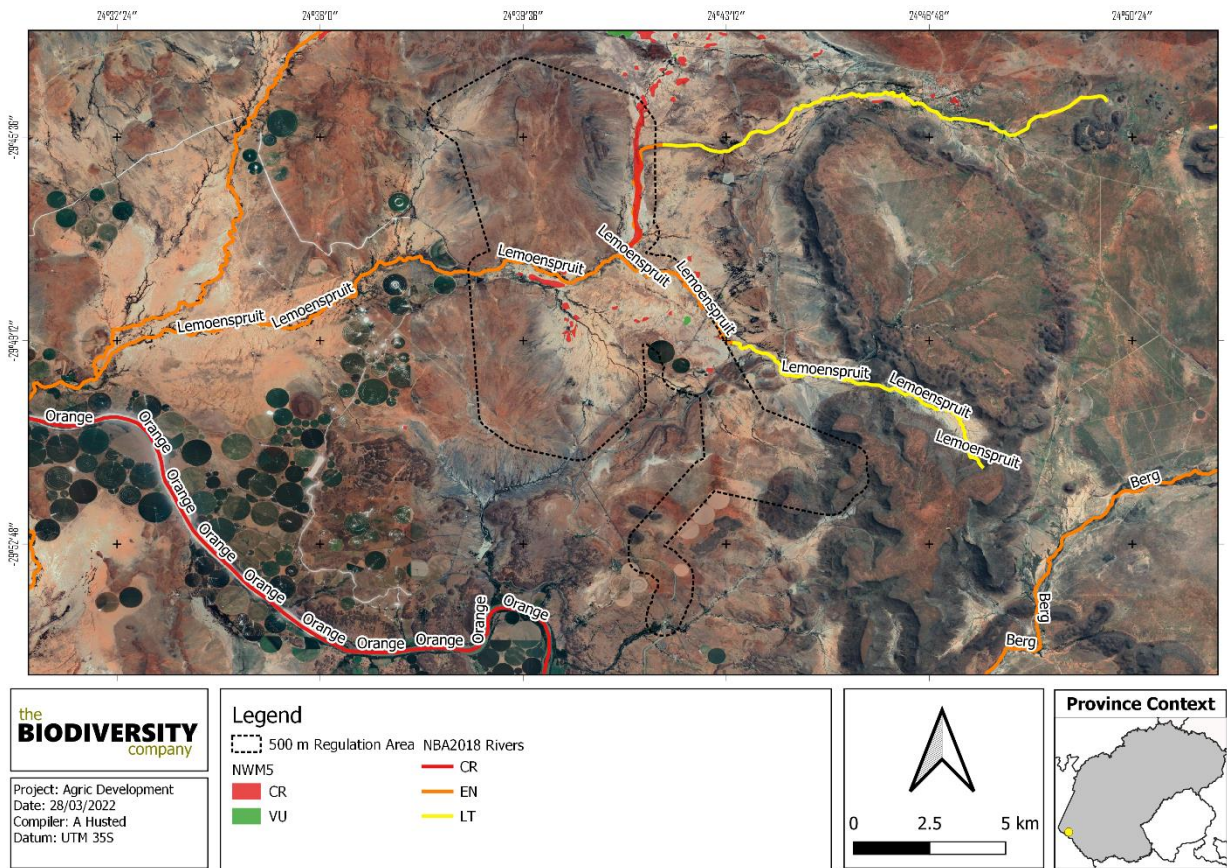 24°32'24" 24°36'0" 24°39'36" 24°43'12" 24°46'48" 24°50'24"
-29°45'36"
-29°49'12"
-29°52'48"
Lemoenspruit
Lemoenspruit
Lemoenspruit
Lemoenspruit
Lemoenspruit
Lemoenspruit
Lemoenspruit
Lemoenspruit
Lemoenspruit
Orange
Orange
Orange
Orange
Orange
Orange
Orange
Orange
Orange
Orange
Orange
Berg
Berg
Berg
the
BIODIVERSITY
company
Project: Agric Development
Date: 28/03/2022
Compiler: A Husted
Datum: UTM 35S
Legend
500 m Regulation Area
NWM5
CR
VU
NBA2018 Rivers
CR
EN
LT
0 2.5 5 km
Province Context